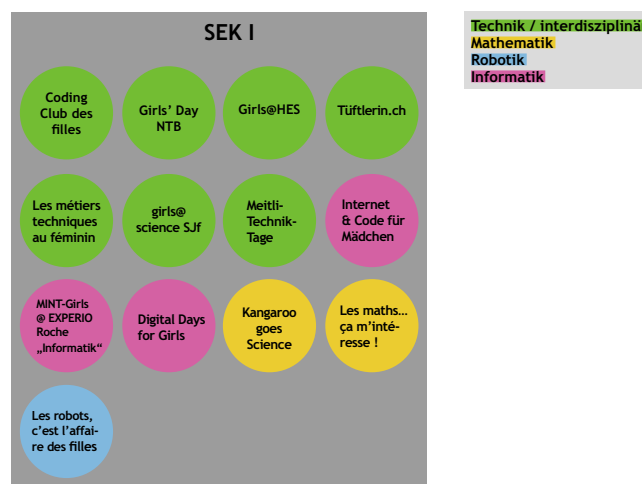 SEK I
Coding
Club des
filles
Girls' Day
NTB
Girls@HES
Tüftlerin.ch
Les métiers
techniques
au féminin
girls@
science SJf
Meitli-
Technik-
Tage
Internet
& Code für
Mädchen
MINT-Girls
@ EXPERIO
Roche
„Informatik“
Digital Days
for Girls
Kangaroo
goes
Science
Les maths...
ça m'inté-
resse !
Les robots,
c'est l'affai-
re des filles
Technik / interdisziplinär
Mathematik
Robotik
Informatik